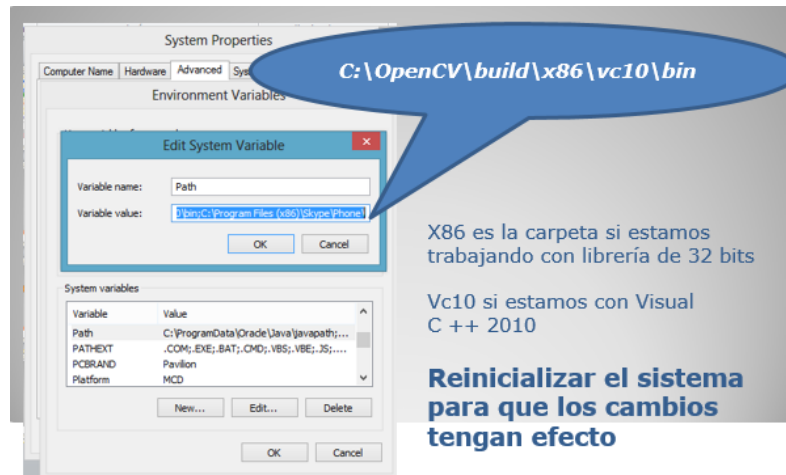 System Properties
Computer Name Hardware Advanced
C:\OpenCV\build\x86\vc10\bin
Environment Variables
Edit System Variable
x
Variable name: Path
Variable value: 0\bin;C:\Program Files (x86)\Skype\Phone\
OK Cancel
X86 es la carpeta si estamos
trabajando con librería de 32 bits
Vc10 si estamos con Visual
C ++ 2010
Reinicializar el sistema
para que los cambios
tengan efecto
System variables
Variable Value
Path C:\ProgramData\Oracle\Java\javapath;...
PATHEXT .COM;.EXE;.BAT;.CMD;.VBS;.VBE;.JS;....
PCBRAND Pavilion
Platform MCD
New... Edit... Delete
OK Cancel